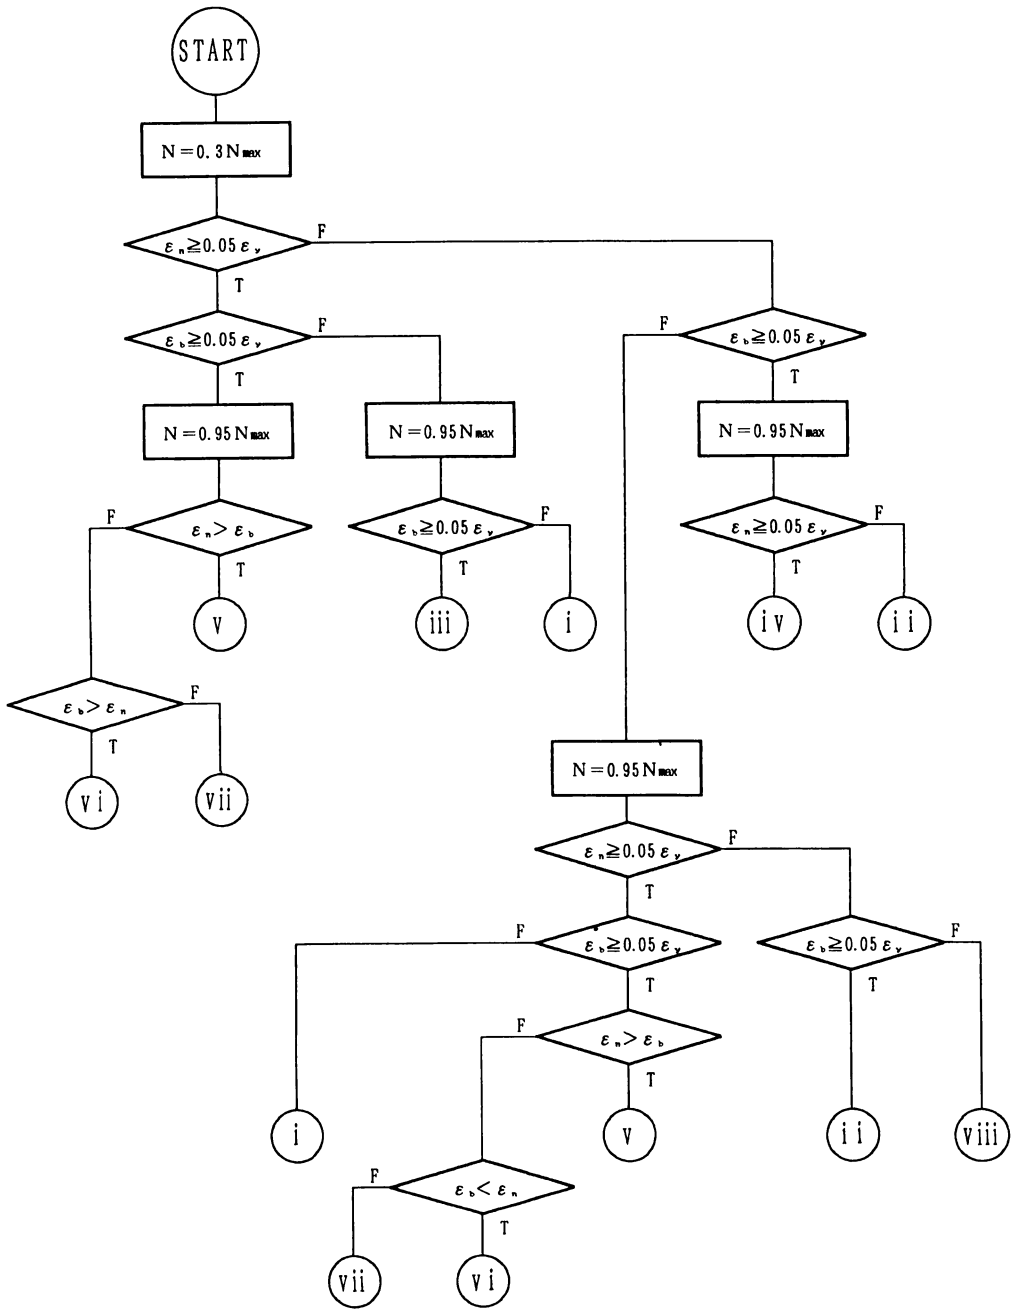 START
N=0.3Nmax
F
εn≧0.05εy
T
F
εb≧0.05εy
T
F
εb≧0.05εy
T
N=0.95Nmax
N=0.95Nmax
N=0.95Nmax
F
εn>εb
T
F
εb≧0.05εy
T
F
εn≧0.05εy
T
v
iii
i
iv
ii
F
εb>εn
T
vi
vii
N=0.95Nmax
F
εn≧0.05εy
T
F
εb≧0.05εy
T
F
εb≧0.05εy
T
F
εn>εb
T
i
v
ii
viii
F
εb<εn
T
vii
vi